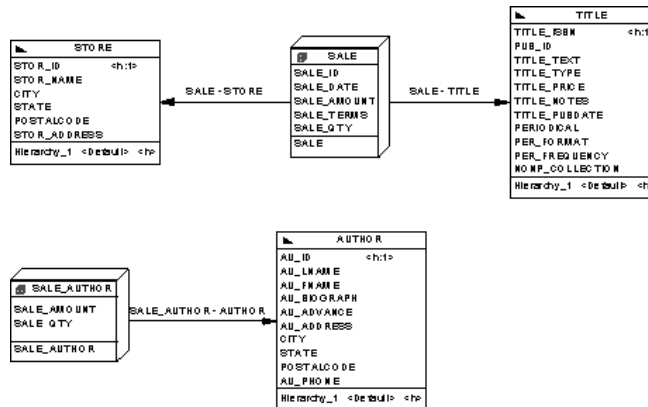 STORE
STOR_ID <h:1>
STOR_NAME
CITY
STATE
POSTALCODE
STOR_ADDRESS
Hierarchy_1 <Default> <h>
SALE-STORE
SALE
SALE_ID
SALE_DATE
SALE_AMOUNT
SALE_TERMS
SALE_QTY
SALE
SALE-TITLE
TITLE
TITLE_ISBN <h:1>
PUB_ID
TITLE_TEXT
TITLE_TYPE
TITLE_PRICE
TITLE_NOTES
TITLE_PUBDATE
PERIODICAL
PER_FORMAT
PER_FREQUENCY
NONP_COLLECTION
Hierarchy_1 <Default> <h
SALE_AUTHOR
SALE_AMOUNT
SALE_QTY
SALE_AUTHOR
SALE_AUTHOR-AUTHOR
AUTHOR
AU_ID <h:1>
AU_LNAME
AU_FNAME
AU_BIOGRAPH
AU_ADVANCE
AU_ADDRESS
CITY
STATE
POSTALCODE
AU_PHONE
Hierarchy_1 <Default> <h>